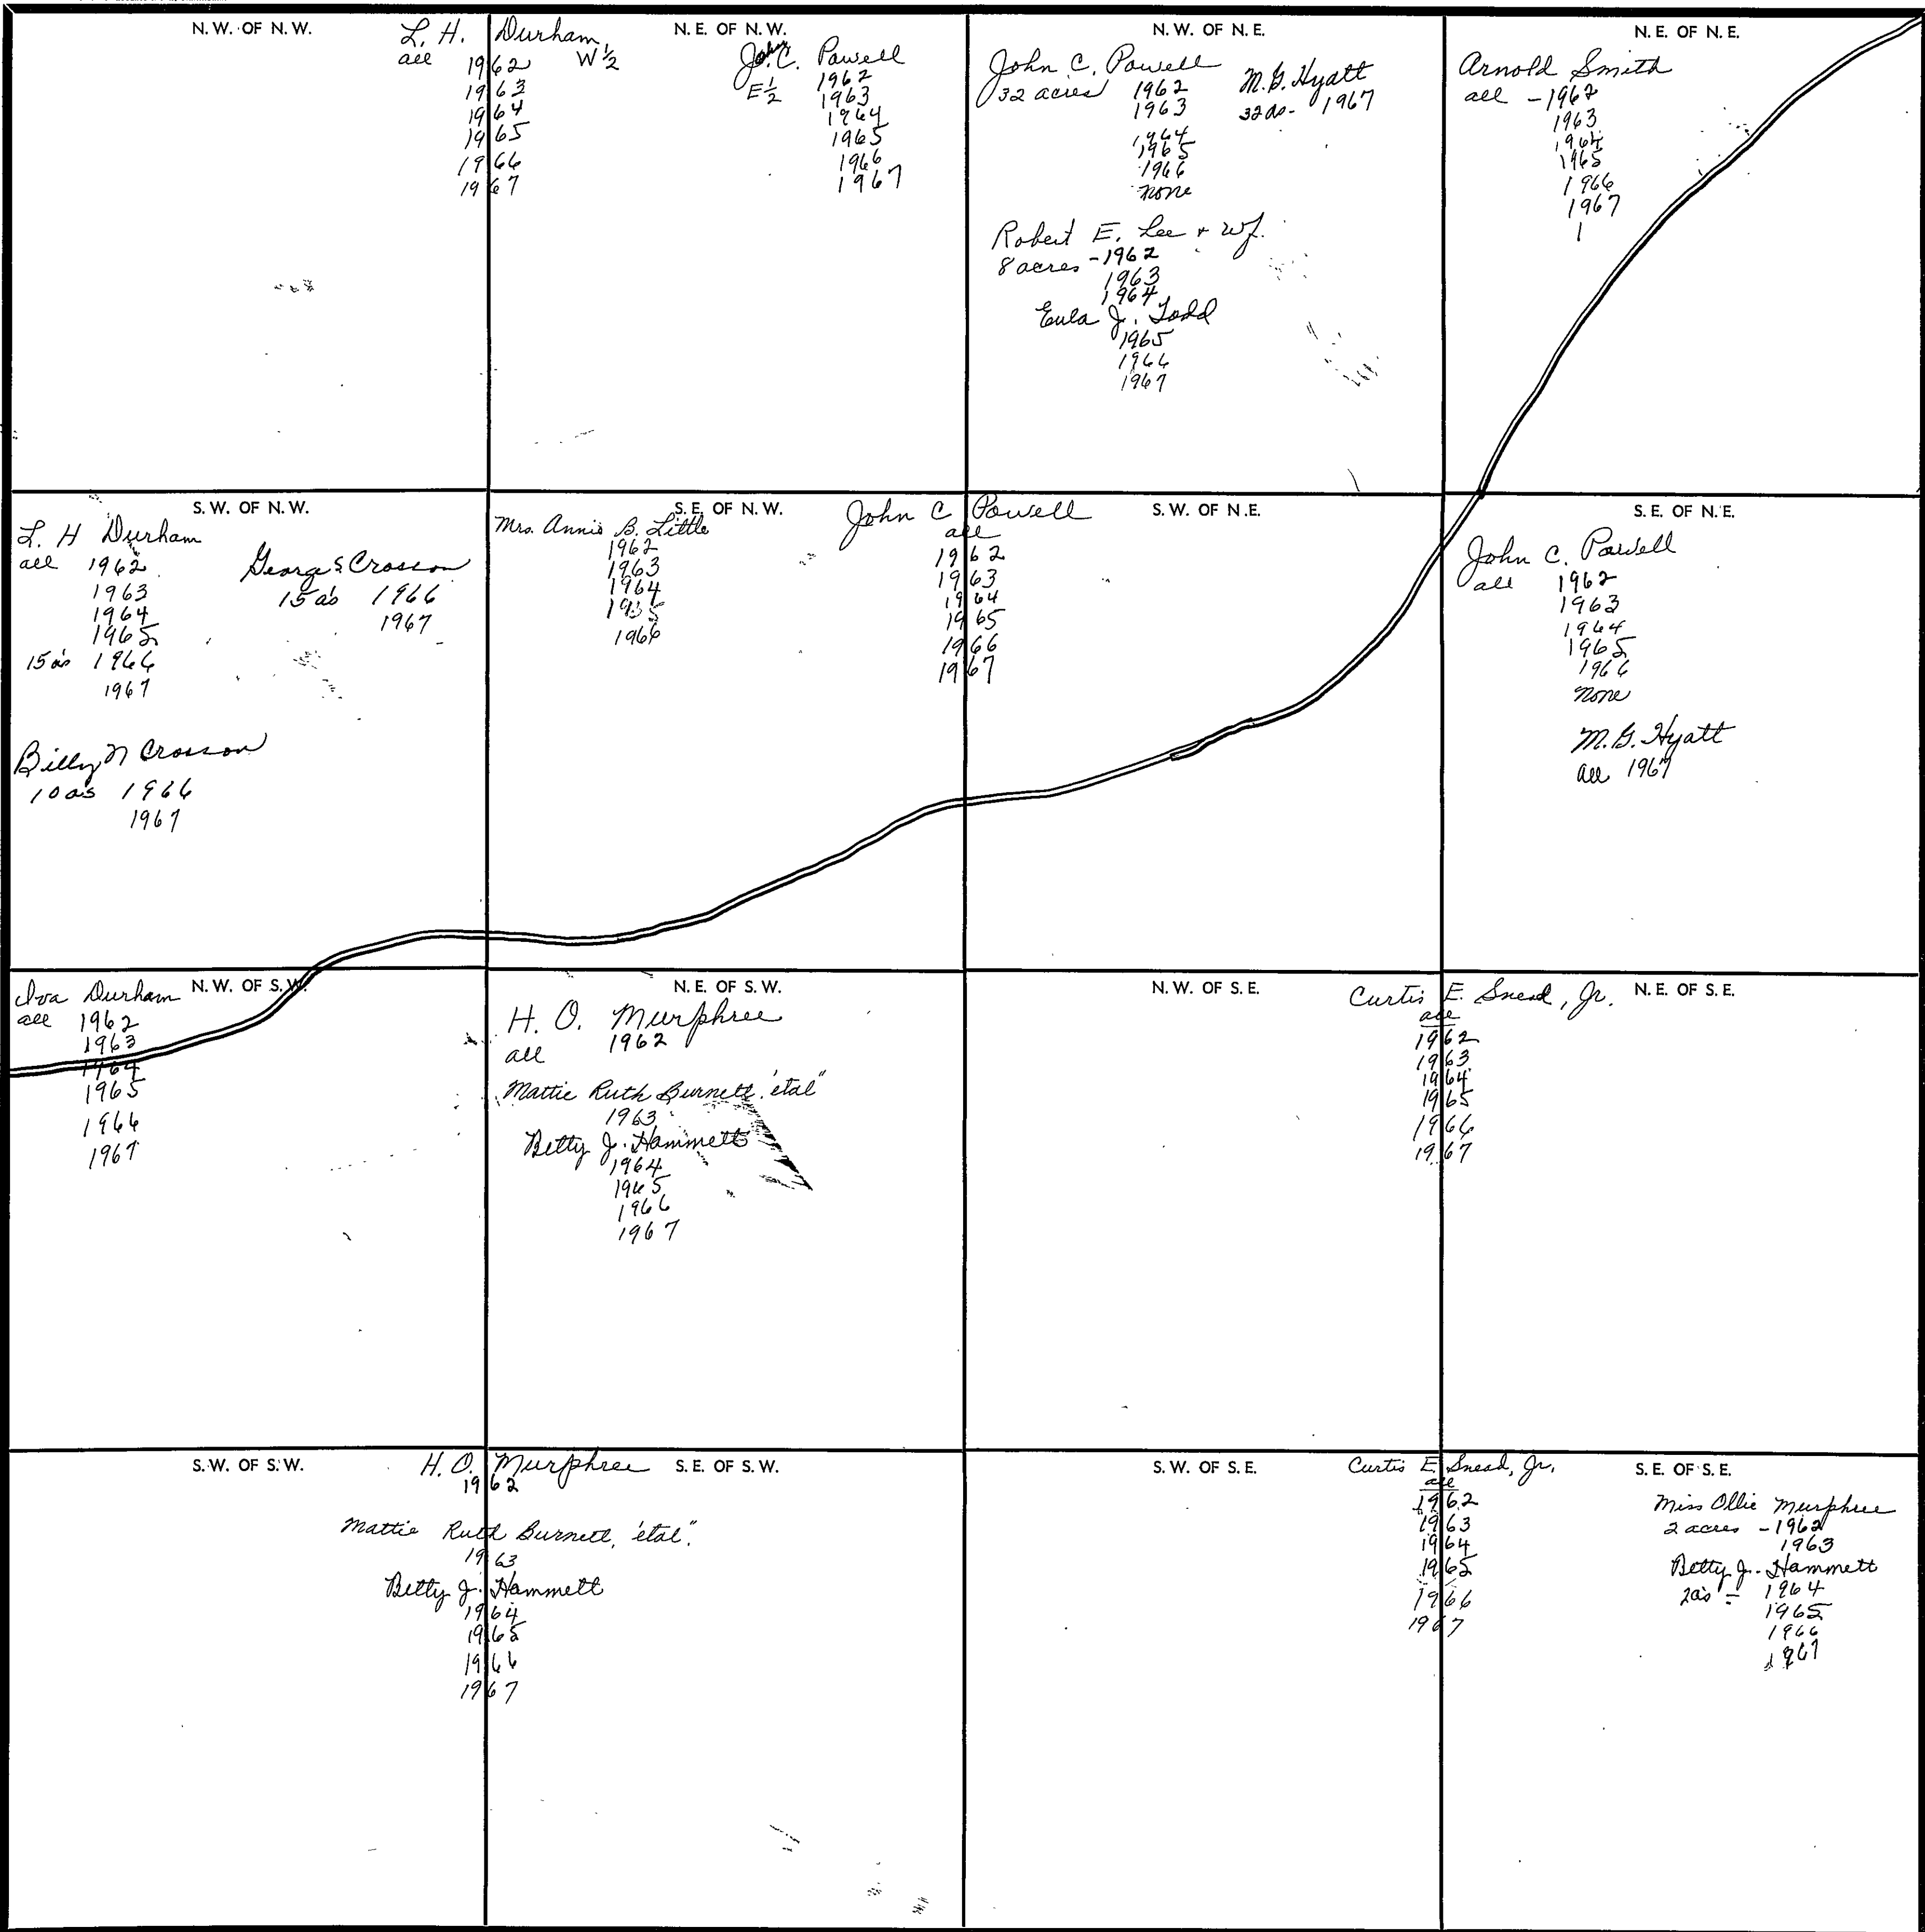 N. W. OF N. W.
L. H. Durham
all 1962 W ½
1963
1964
1965
1966
1967
N. E. OF N. W.
John C. Powell
E ½ 1962
1963
1964
1965
1966
1967
N. W. OF N. E.
John C. Powell
32 acres 1962
1963
1964
1965
1966
none
M. G. Hyatt
32 as - 1967
Robert E. Lee + Wf.
8 acres - 1962
1963
1964
Eula J. Todd
1965
1966
1967
N. E. OF N. E.
Arnold Smith
all - 1962
1963
1964
1965
1966
1967
S. W. OF N. W.
L. H Durham
all 1962
1963
1964
1965
15 a's 1966
1967
George S. Crosson
15 a's 1966
1967
Billy N Crosson
10 a's 1966
1967
S. E. OF N. W.
Mrs. Annie B. Little
1962
1963
1964
1935
1966
John C Powell
all
1962
1963
1964
1965
1966
1967
S. W. OF N. E.
S. E. OF N. E.
John C. Powell
all 1962
1963
1964
1965
1966
none
M. G. Hyatt
all 1967
N. W. OF S. W.
Iva Durham
all 1962
1963
1964
1965
1966
1967
N. E. OF S. W.
H. O. Murphree
all 1962
Mattie Ruth Burnett, 'etal"
1963
Betty J. Hammett
1964
1965
1966
1967
N. W. OF S. E.
Curtis E. Snead, Jr.
all
1962
1963
1964
1965
1966
1967
N. E. OF S. E.
S. W. OF S. W.
H. O. Murphree
1962
Mattie Ruth Burnett, 'etal".
1963
Betty J. Hammett
1964
1965
1966
1967
S. E. OF S. W.
S. W. OF S. E.
Curtis E. Snead, Jr.
all
1962
1963
1964
1965
1966
1967
S. E. OF S. E.
Miss Ollie Murphree
2 acres - 1962
1963
Betty J. Hammett
2 a's - 1964
1965
1966
1967